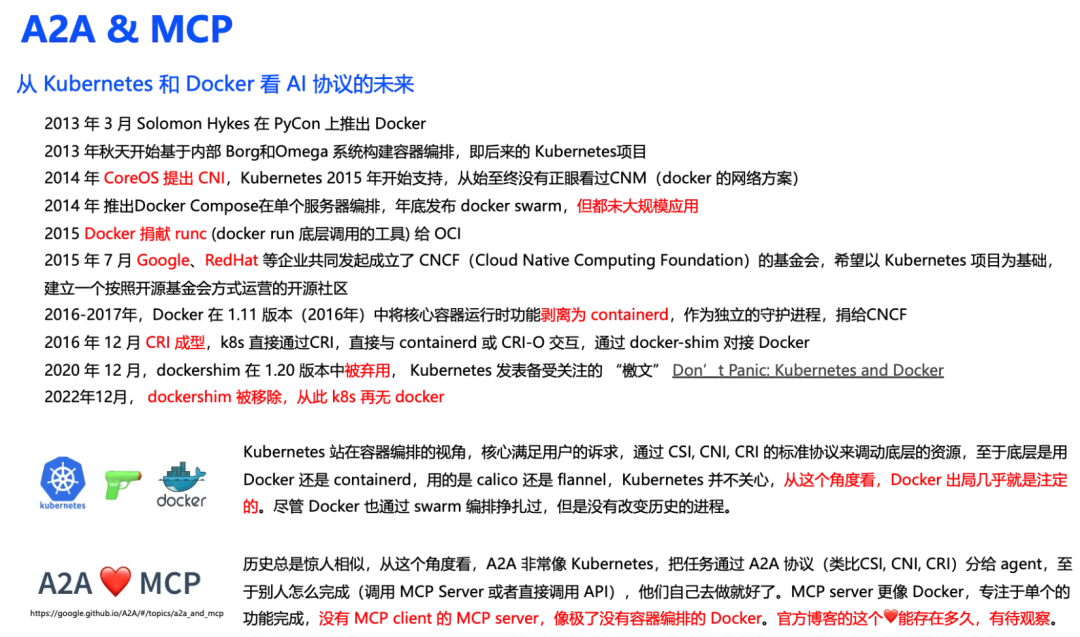 A2A & MCP
从 Kubernetes 和 Docker 看 AI 协议的未来
2013 年 3 月 Solomon Hykes 在 PyCon 上推出 Docker
2013 年秋天开始基于内部 Borg和Omega 系统构建容器编排，即后来的 Kubernetes项目
2014 年 CoreOS 提出 CNI，Kubernetes 2015 年开始支持，从始至终没有正眼看过CNM（docker 的网络方案）
2014 年 推出Docker Compose在单个服务器编排，年底发布 docker swarm，但都未大规模应用
2015 Docker 捐献 runc (docker run 底层调用的工具) 给 OCI
2015 年 7 月 Google、RedHat 等企业共同发起成立了 CNCF（Cloud Native Computing Foundation）的基金会，希望以 Kubernetes 项目为基础，
建立一个按照开源基金会方式运营的开源社区
2016-2017年，Docker 在 1.11 版本（2016年）中将核心容器运行时功能剥离为 containerd，作为独立的守护进程，捐给CNCF
2016 年 12 月 CRI 成型，k8s 直接通过CRI，直接与 containerd 或 CRI-O 交互，通过 docker-shim 对接 Docker
2020 年 12 月，dockershim 在 1.20 版本中被弃用， Kubernetes 发表备受关注的 “檄文” Don’t Panic: Kubernetes and Docker
2022年12月， dockershim 被移除，从此 k8s 再无 docker
kubernetes
docker
Kubernetes 站在容器编排的视角，核心满足用户的诉求，通过 CSI, CNI, CRI 的标准协议来调动底层的资源，至于底层是用
Docker 还是 containerd，用的是 calico 还是 flannel，Kubernetes 并不关心，从这个角度看，Docker 出局几乎就是注定
的。尽管 Docker 也通过 swarm 编排挣扎过，但是没有改变历史的进程。
A2A ❤️ MCP
https://google.github.io/A2A/#/topics/a2a_and_mcp
历史总是惊人相似，从这个角度看，A2A 非常像 Kubernetes，把任务通过 A2A 协议（类比CSI, CNI, CRI）分给 agent，至
于别人怎么完成（调用 MCP Server 或者直接调用 API），他们自己去做就好了。MCP server 更像 Docker，专注于单个的
功能完成，没有 MCP client 的 MCP server，像极了没有容器编排的 Docker。官方博客的这个❤️能存在多久，有待观察。